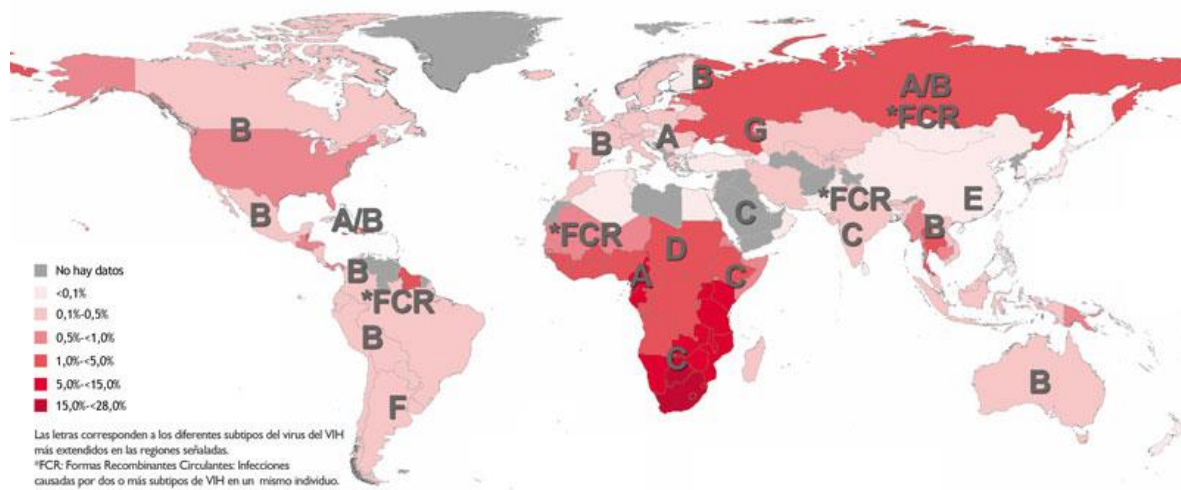 B
A/B
*FCR
B
B
A
G
B
A/B
*FCR
D
C
*FCR
C
E
B
B
*FCR
A
C
B
C
B
F
No hay datos
<0,1%
0,1%-0,5%
0,5%-<1,0%
1,0%-<5,0%
5,0%-<15,0%
15,0%-<28,0%
Las letras corresponden a los diferentes subtipos del virus del VIH
más extendidos en las regiones señaladas.
*FCR: Formas Recombinantes Circulantes: Infecciones
causadas por dos o más subtipos de VIH en un mismo individuo.